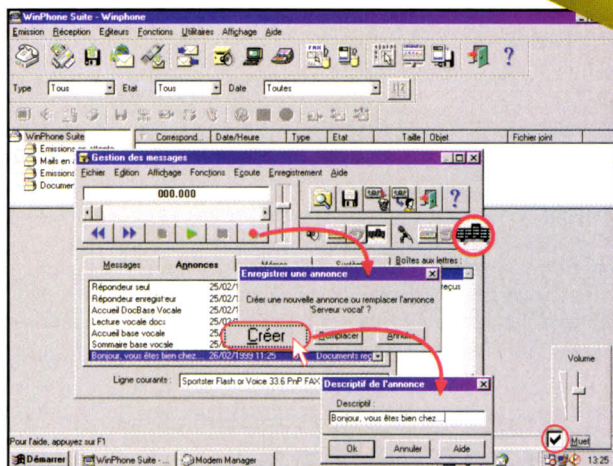 WinPhone Suite - Winphone
Emission Réception Editeurs Fonctions Utilitaires Affichage Aide
Type Tous Etat Tous Date Toutes
WinPhone Suite Correspond. Date/Heure Type Etat Taille Objet Fichier joint
Emissions en attente
Mails en
Emissions
Documer
Gestion des messages
Fichier Edition Affichage Fonctions Ecoute Enregistrement Aide
000.000
Messages Annonces
Boîtes aux lettres :
Répondeur seul 25/02/1
Répondeur enregistreur 25/02/1
Accueil DocBase Vocale 25/02/1
Lecture vocale docs 25/02/1
Accueil base vocale 25/02/1
Sommaire base vocale 25/02/1
Bonjour, vous êtes bien chez... 26/02/1999 11:25 Documents reç
Enregistrer une annonce
Créer une nouvelle annonce ou remplacer l'annonce
'Serveur vocal' ?
Créer Remplacer Annuler
Ligne courante : Sportster Flash or Voice 33.6 PnP FAX
Descriptif de l'annonce
Descriptif :
Bonjour, vous êtes bien chez...
Ok Annuler Aide
Volume
Muet
Pour l'aide, appuyez sur F1
Démarrer WinPhone Suite - ... Modem Manager 13:25